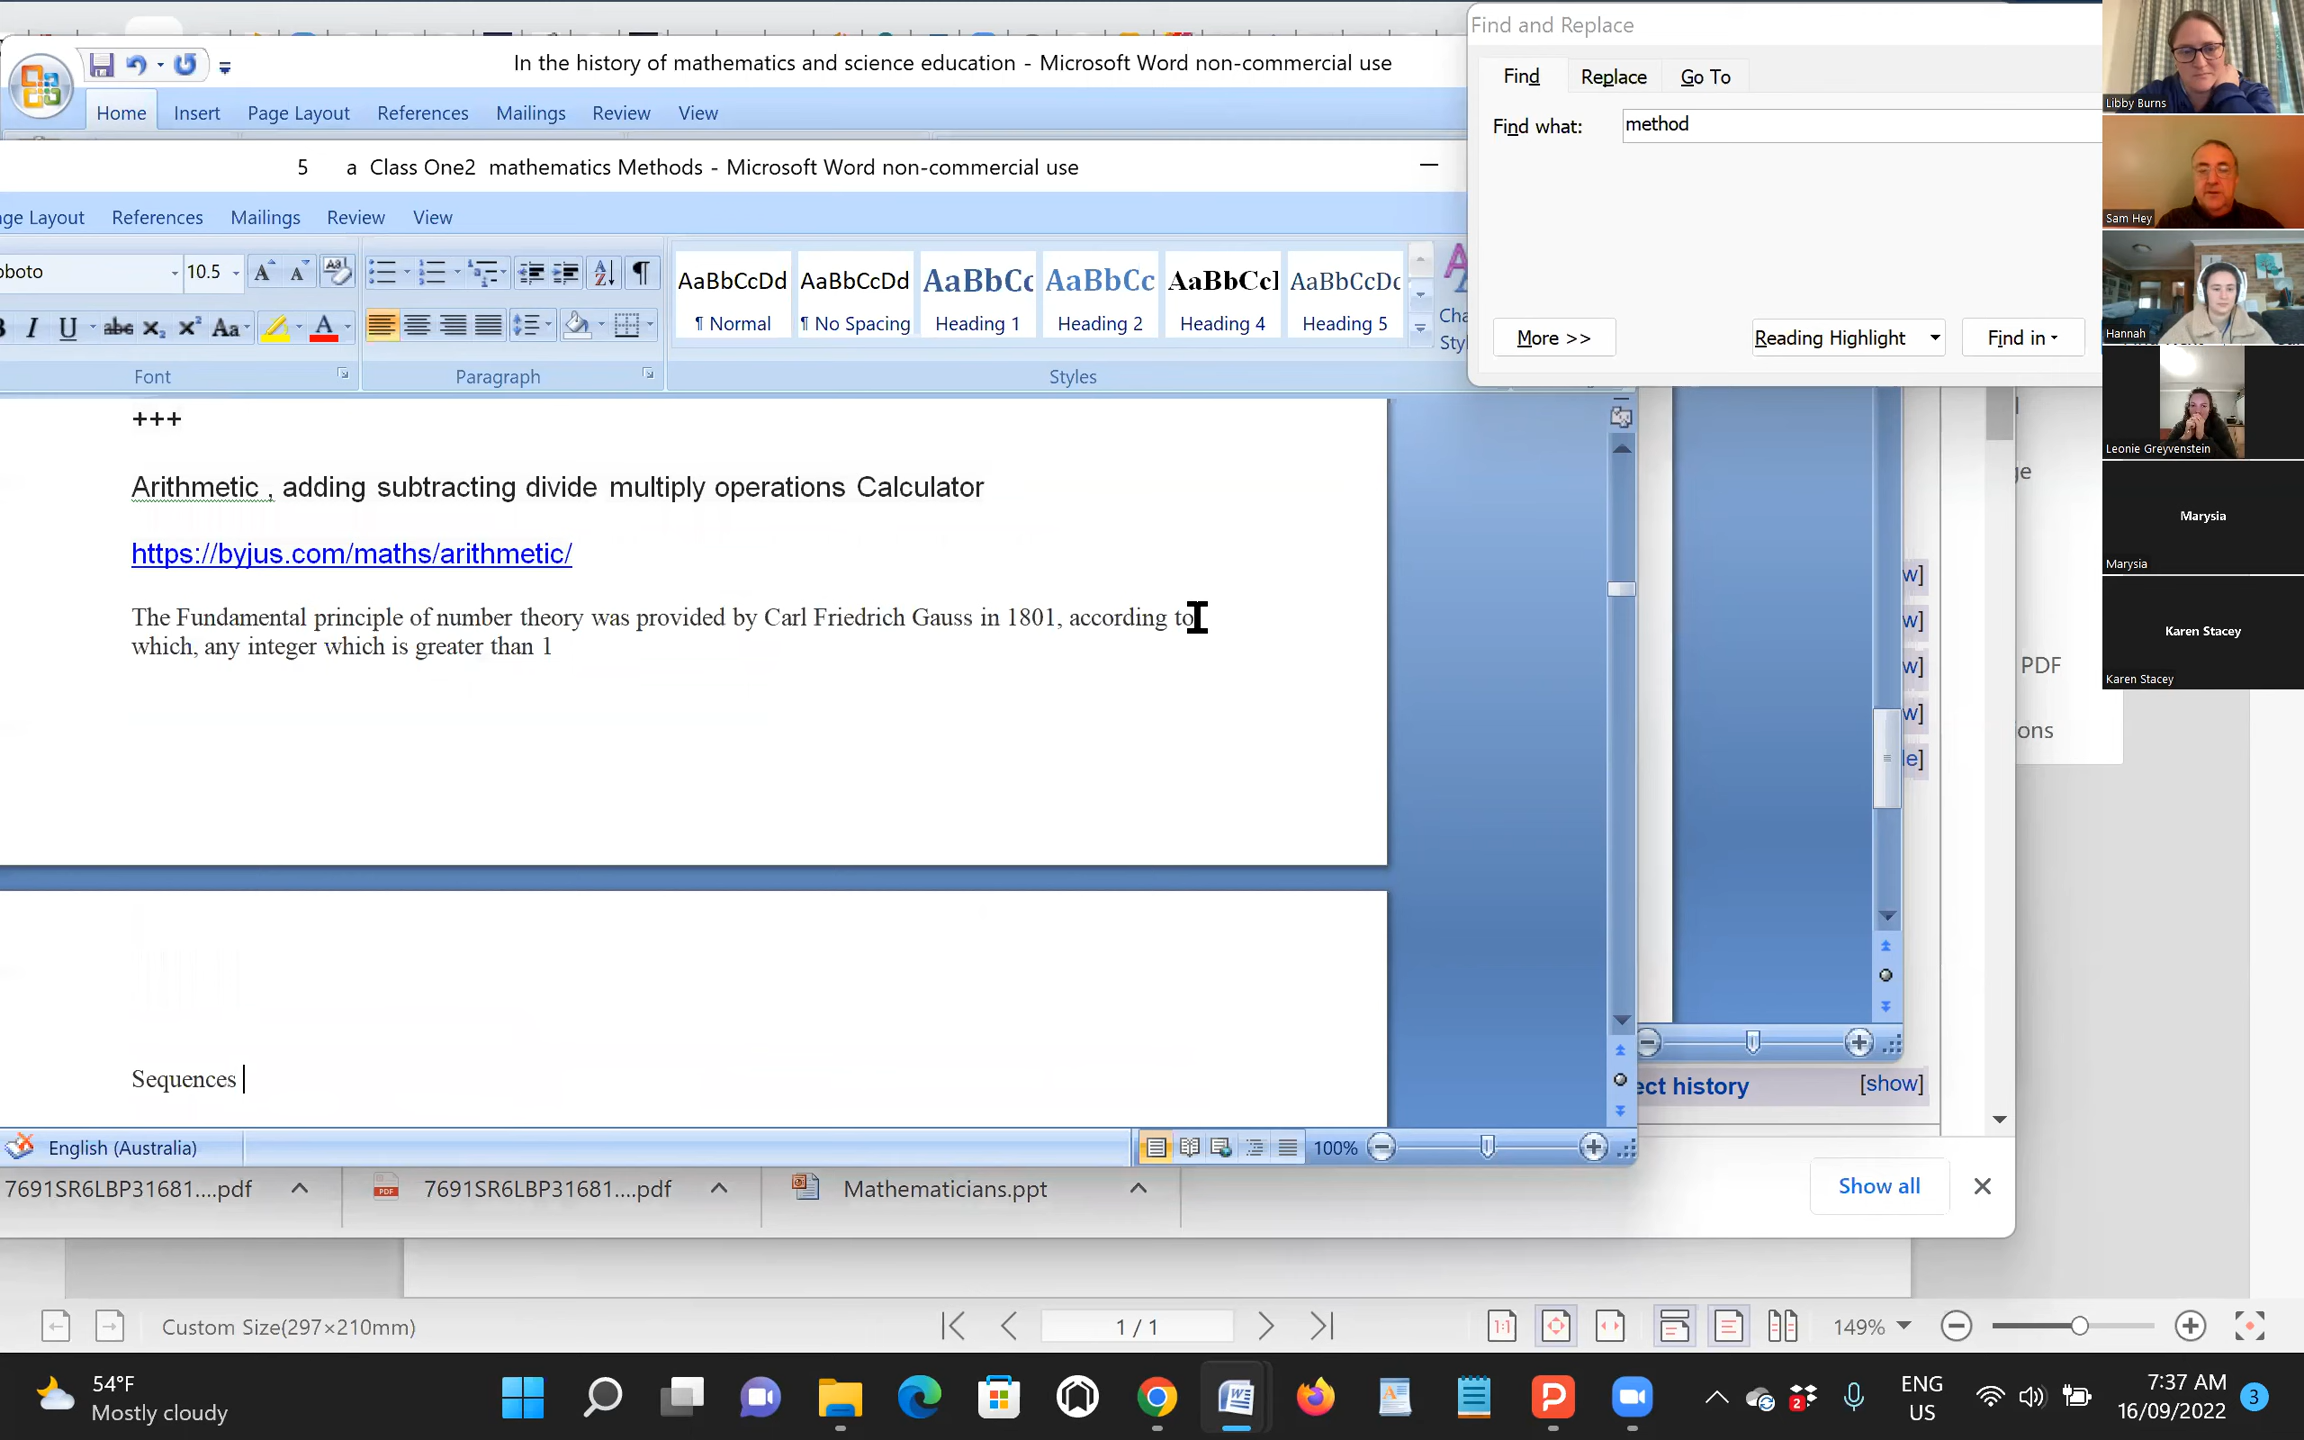 In the history of mathematics and science education - Microsoft Word non-commercial use
Home Insert Page Layout References Mailings Review View
5 a Class One2 mathematics Methods - Microsoft Word non-commercial use
References Mailings Review View
10.5
AaBbCcDd AaBbCcDd AaBbCc AaBbCc AaBbCcI AaBbCcDc
¶ Normal ¶ No Spacing Heading 1 Heading 2 Heading 4 Heading 5
Font Paragraph Styles
Find and Replace
Find Replace Go To
Find what: method
More >> Reading Highlight Find in
+++
Arithmetic , adding subtracting divide multiply operations Calculator
https://byjus.com/maths/arithmetic/
The Fundamental principle of number theory was provided by Carl Friedrich Gauss in 1801, according to
which, any integer which is greater than 1
Sequences
English (Australia) 100%
PDF
history [show]
7691SR6LBP31681....pdf 7691SR6LBP31681....pdf Mathematicians.ppt Show all
Custom Size(297×210mm) 1 / 1 1:1 149%
54°F
Mostly cloudy
ENG
US
7:37 AM
16/09/2022
2
3
Libby Burns
Sam Hey
Hannah
Leonie Greyvenstein
Marysia
Marysia
Karen Stacey
Karen Stacey